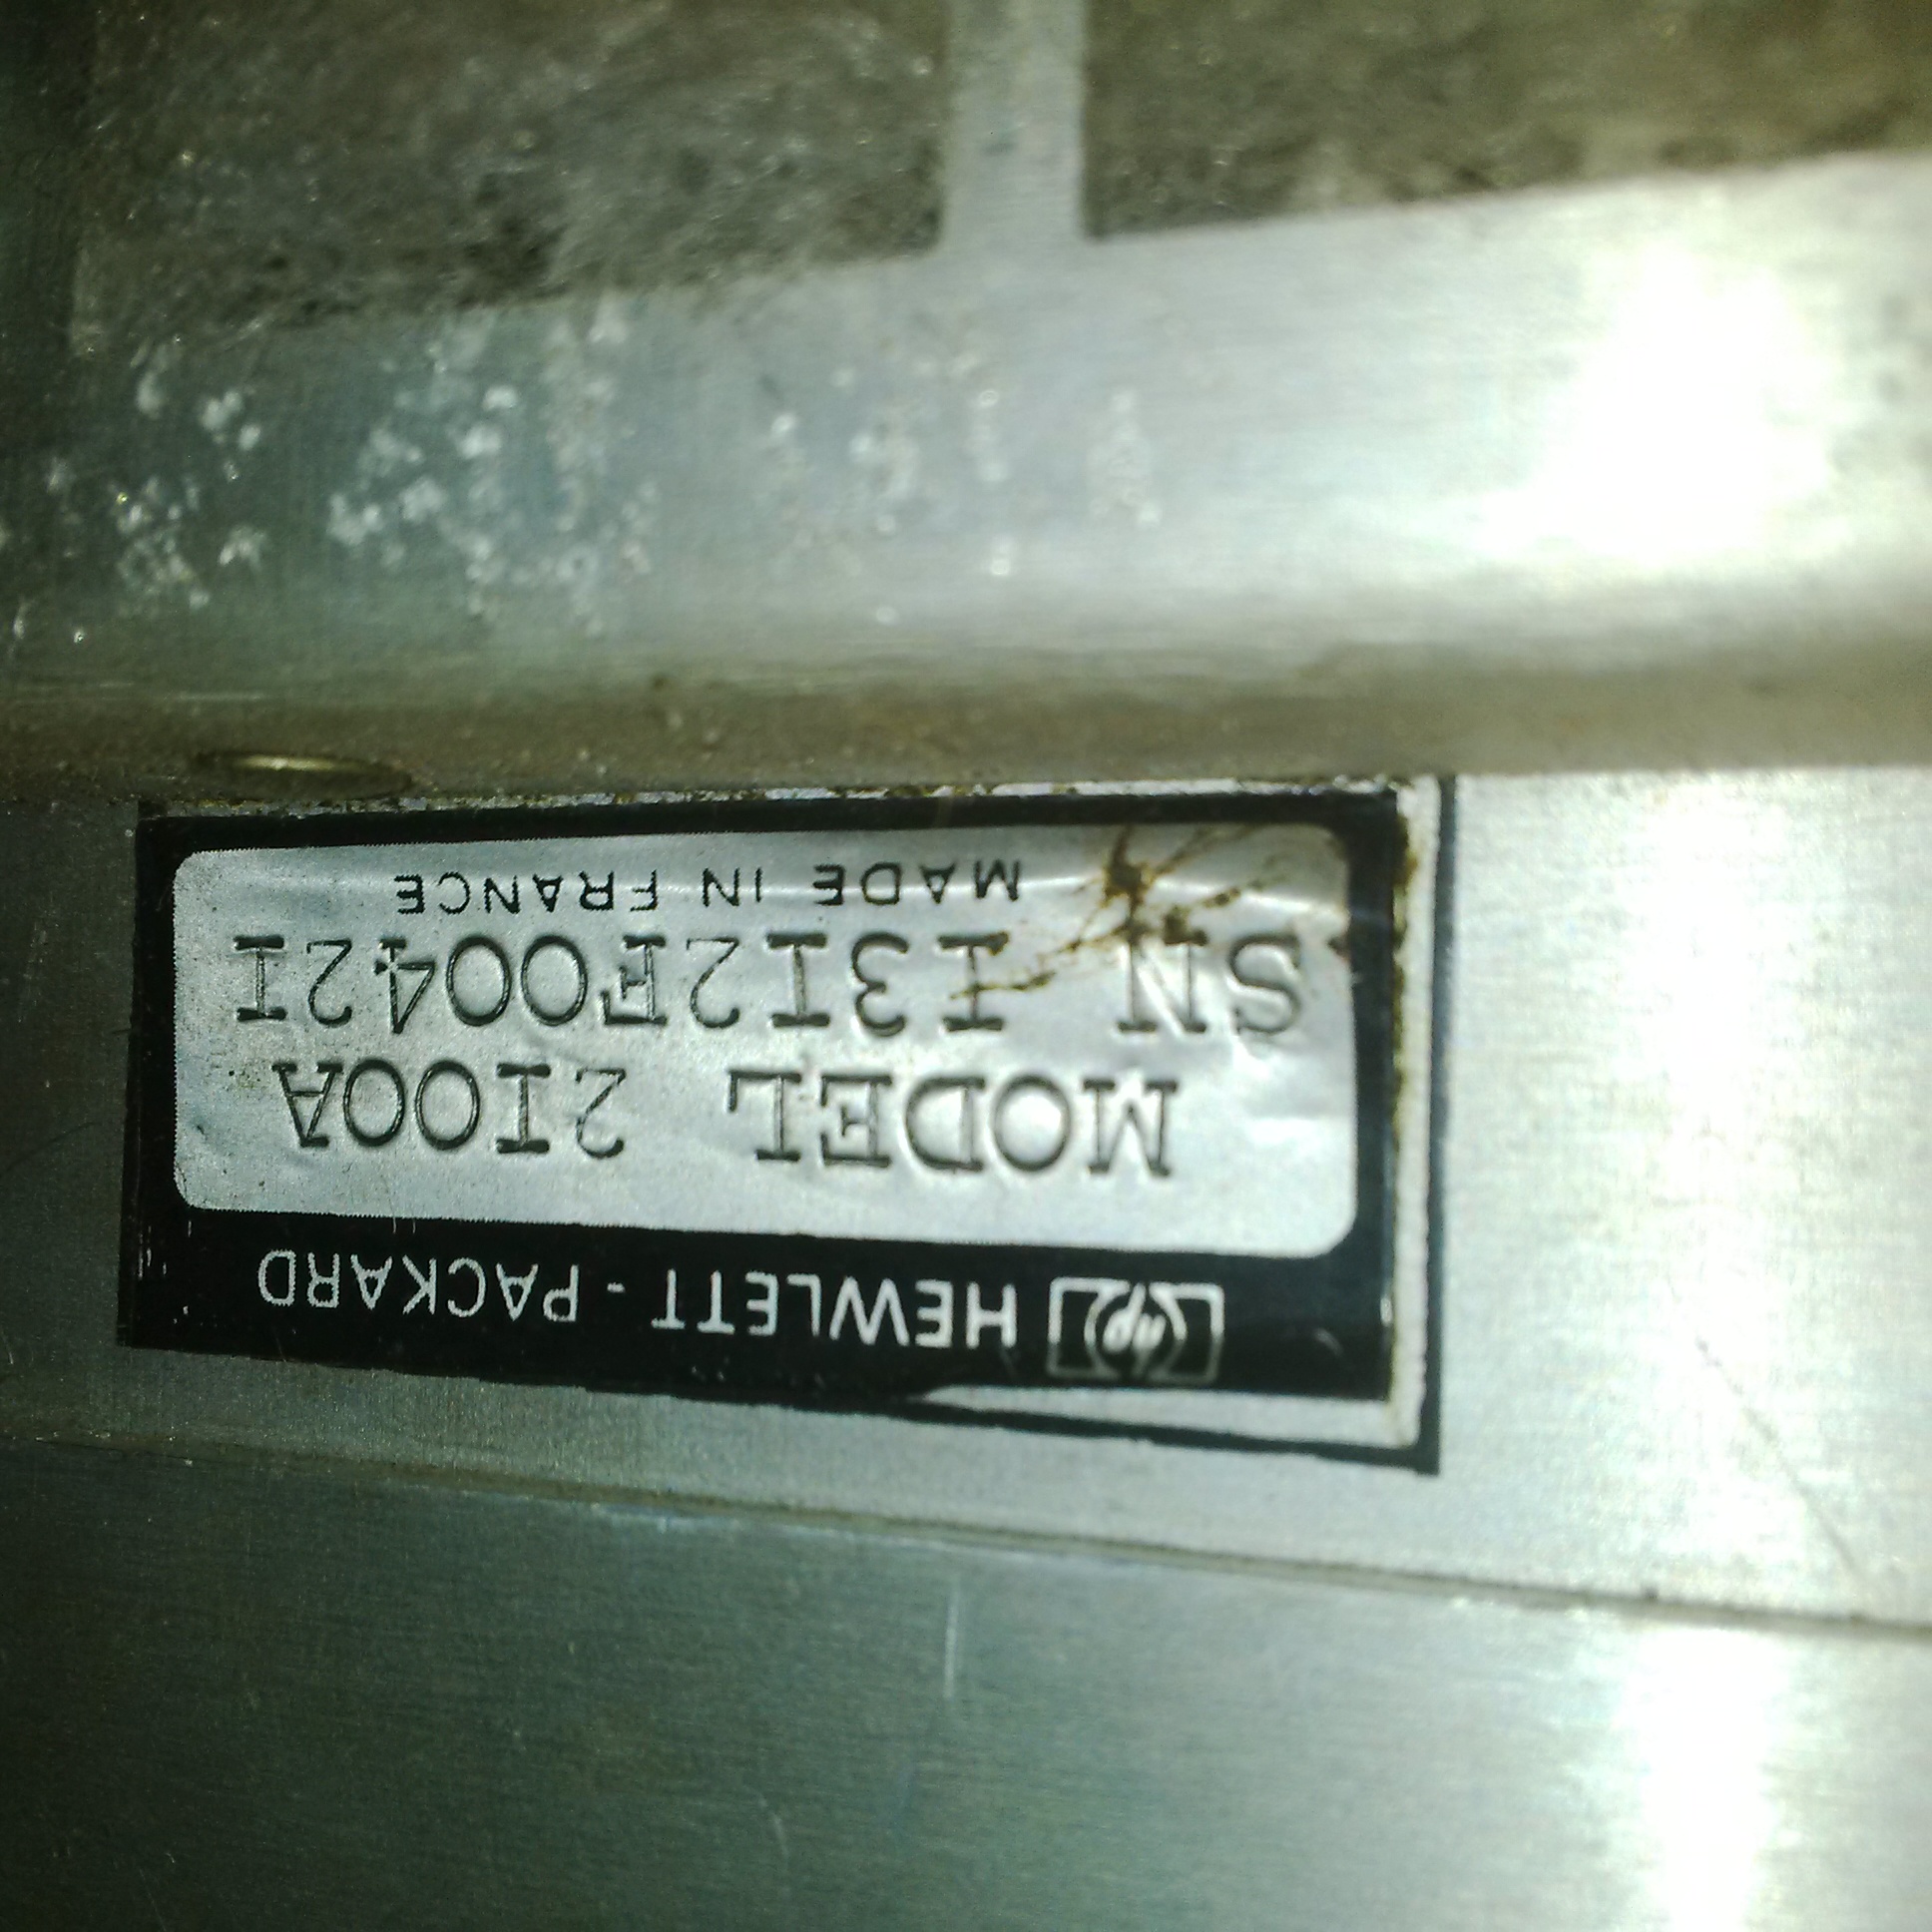 hp HEWLETT - PACKARD
MODEL 2100A
SN 1312F00421
MADE IN FRANCE